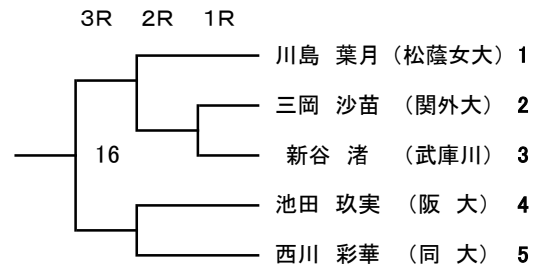 ３Ｒ ２Ｒ １Ｒ
川島 葉月（松蔭女大） 1
三岡 沙苗 （関外大） 2
16
新谷 渚 （武庫川） 3
池田 玖実 （阪 大） 4
西川 彩華 （同 大） 5